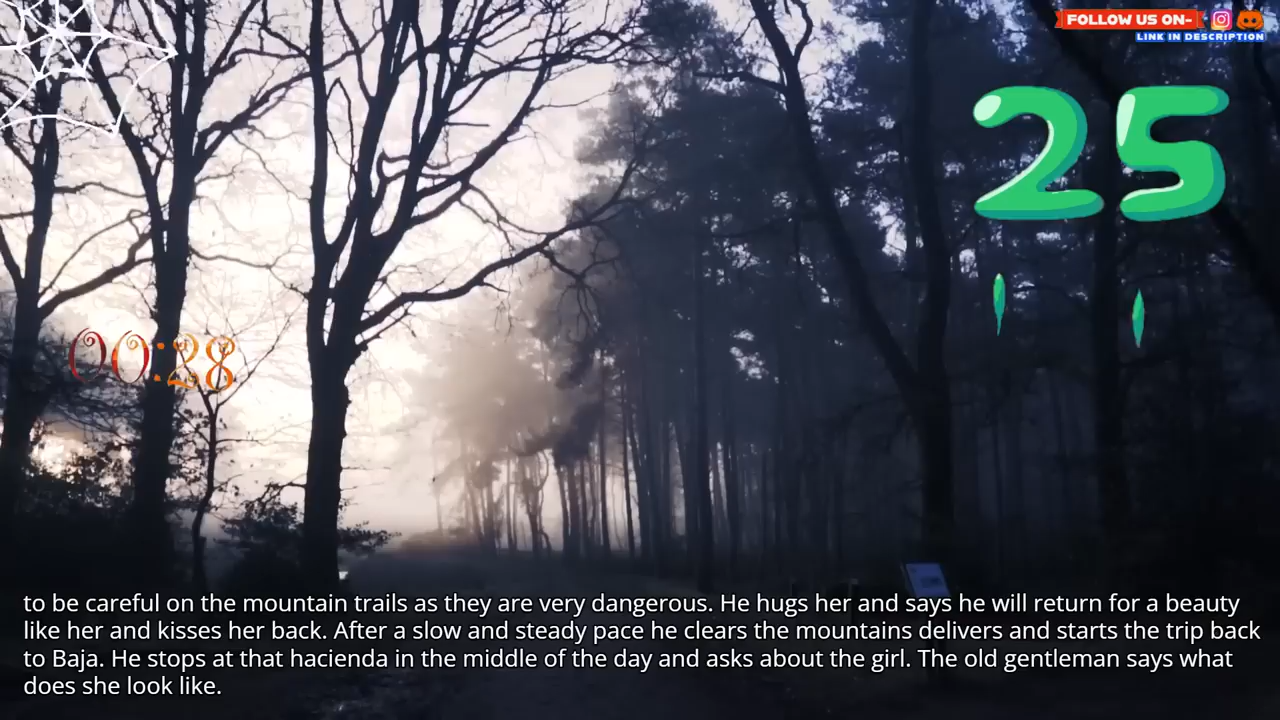 FOLLOW US ON-
LINK IN DESCRIPTION
25
00:28
to be careful on the mountain trails as they are very dangerous. He hugs her and says he will return for a beauty
like her and kisses her back. After a slow and steady pace he clears the mountains delivers and starts the trip back
to Baja. He stops at that hacienda in the middle of the day and asks about the girl. The old gentleman says what
does she look like.